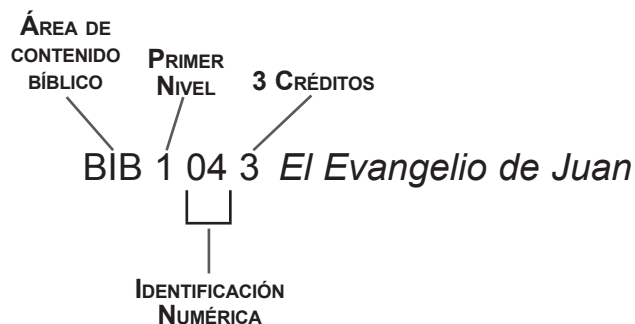 ÁREA DE
CONTENIDO
BÍBLICO
PRIMER
NIVEL
3 CRÉDITOS
BIB 1 04 3 El Evangelio de Juan
IDENTIFICACIÓN
NUMÉRICA